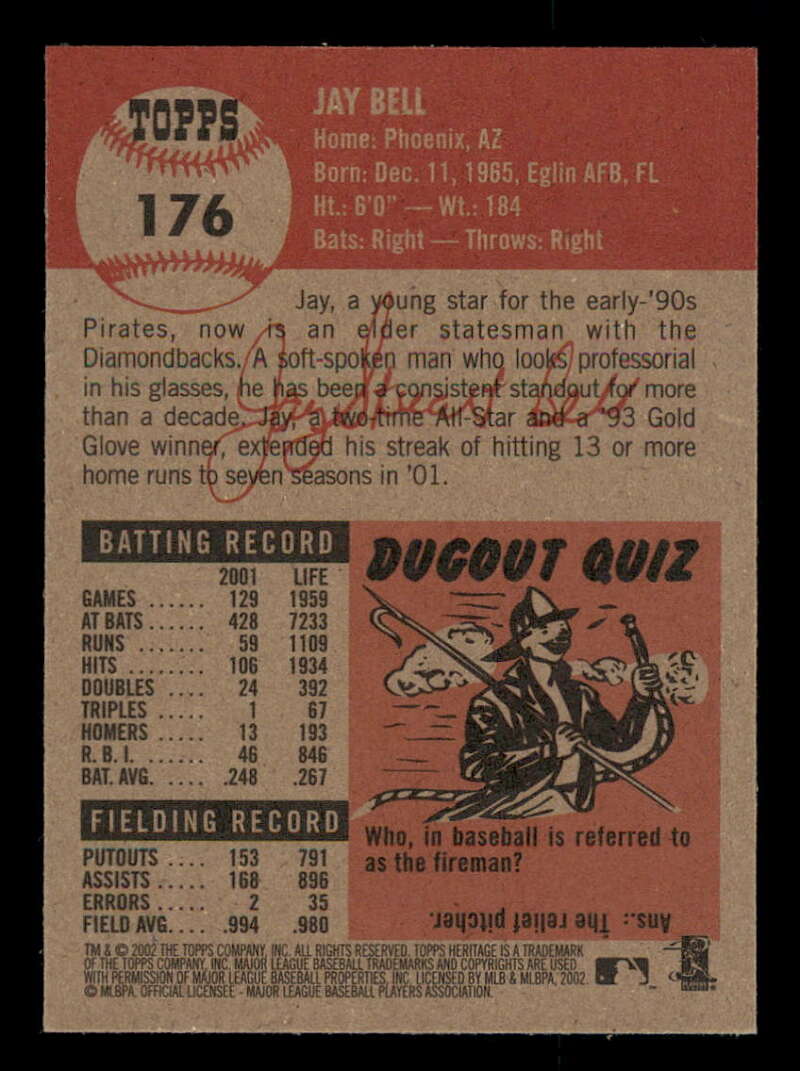 TOPPS
176
JAY BELL
Home: Phoenix, AZ
Born: Dec. 11, 1965, Eglin AFB, FL
Ht.: 6'0" — Wt.: 184
Bats: Right — Throws: Right
Jay, a young star for the early-'90s
Pirates, now is an elder statesman with the
Diamondbacks. A soft-spoken man who looks professorial
in his glasses, he has been a consistent standout for more
than a decade. Jay, a two-time All-Star and a '93 Gold
Glove winner, extended his streak of hitting 13 or more
home runs to seven seasons in '01.
BATTING RECORD
2001 LIFE
GAMES ...... 129 1959
AT BATS ...... 428 7233
RUNS ....... 59 1109
HITS ........ 106 1934
DOUBLES .... 24 392
TRIPLES ..... 1 67
HOMERS ..... 13 193
R. B. I. ...... 46 846
BAT. AVG. .... .248 .267
FIELDING RECORD
PUTOUTS .... 153 791
ASSISTS ..... 168 896
ERRORS ..... 2 35
FIELD AVG.... .994 .980
DUGOUT QUIZ
Who, in baseball is referred to
as the fireman?
Ans.: The relief pitcher.
TM & © 2002 THE TOPPS COMPANY, INC. ALL RIGHTS RESERVED. TOPPS HERITAGE IS A TRADEMARK
OF THE TOPPS COMPANY, INC. MAJOR LEAGUE BASEBALL TRADEMARKS AND COPYRIGHTS ARE USED
WITH PERMISSION OF MAJOR LEAGUE BASEBALL PROPERTIES, INC. LICENSED BY MLB & MLBPA, 2002.
© MLBPA. OFFICIAL LICENSEE - MAJOR LEAGUE BASEBALL PLAYERS ASSOCIATION.